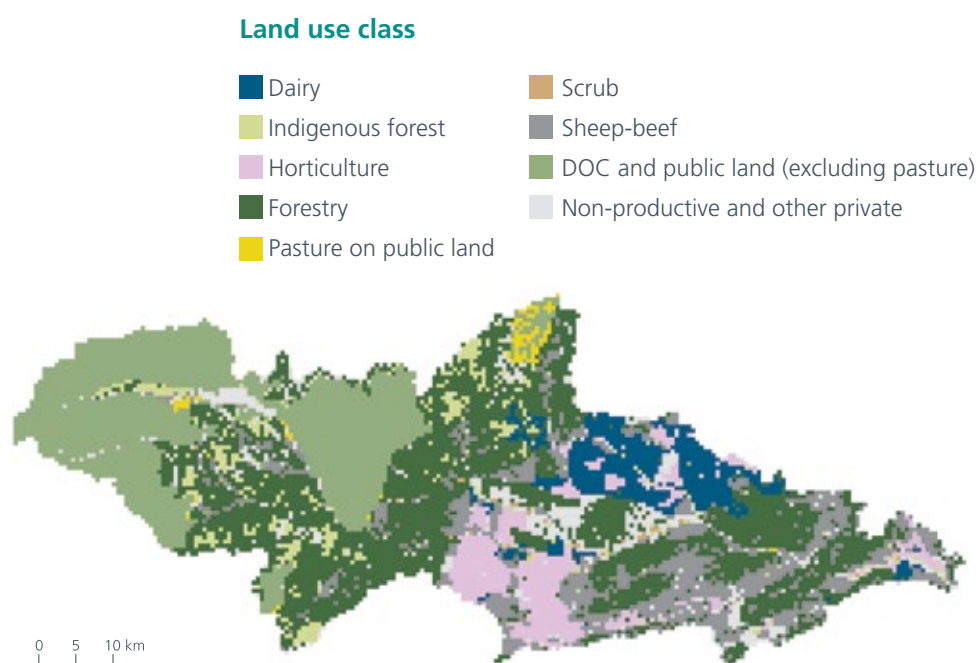 Land use class
Dairy
Scrub
Indigenous forest
Sheep-beef
Horticulture
DOC and public land (excluding pasture)
Forestry
Non-productive and other private
Pasture on public land
0 5 10 km